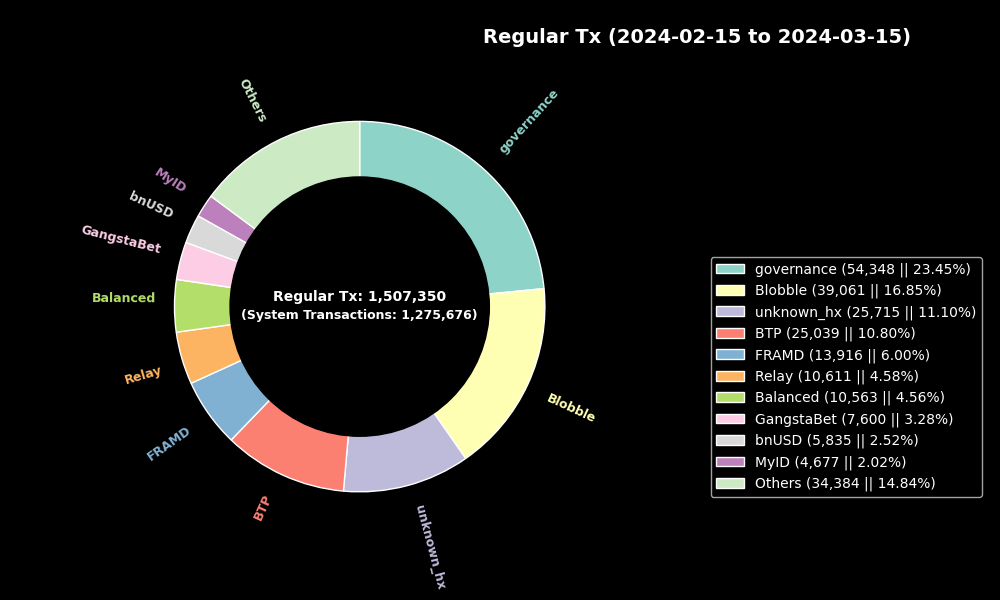 Regular Tx (2024-02-15 to 2024-03-15)
Others
governance
MyID
bnUSD
GangstaBet
Balanced
Relay
FRAMD
BTP
unknown_hx
Blobble
Regular Tx: 1,507,350
(System Transactions: 1,275,676)
governance (54,348 || 23.45%)
Blobble (39,061 || 16.85%)
unknown_hx (25,715 || 11.10%)
BTP (25,039 || 10.80%)
FRAMD (13,916 || 6.00%)
Relay (10,611 || 4.58%)
Balanced (10,563 || 4.56%)
GangstaBet (7,600 || 3.28%)
bnUSD (5,835 || 2.52%)
MyID (4,677 || 2.02%)
Others (34,384 || 14.84%)